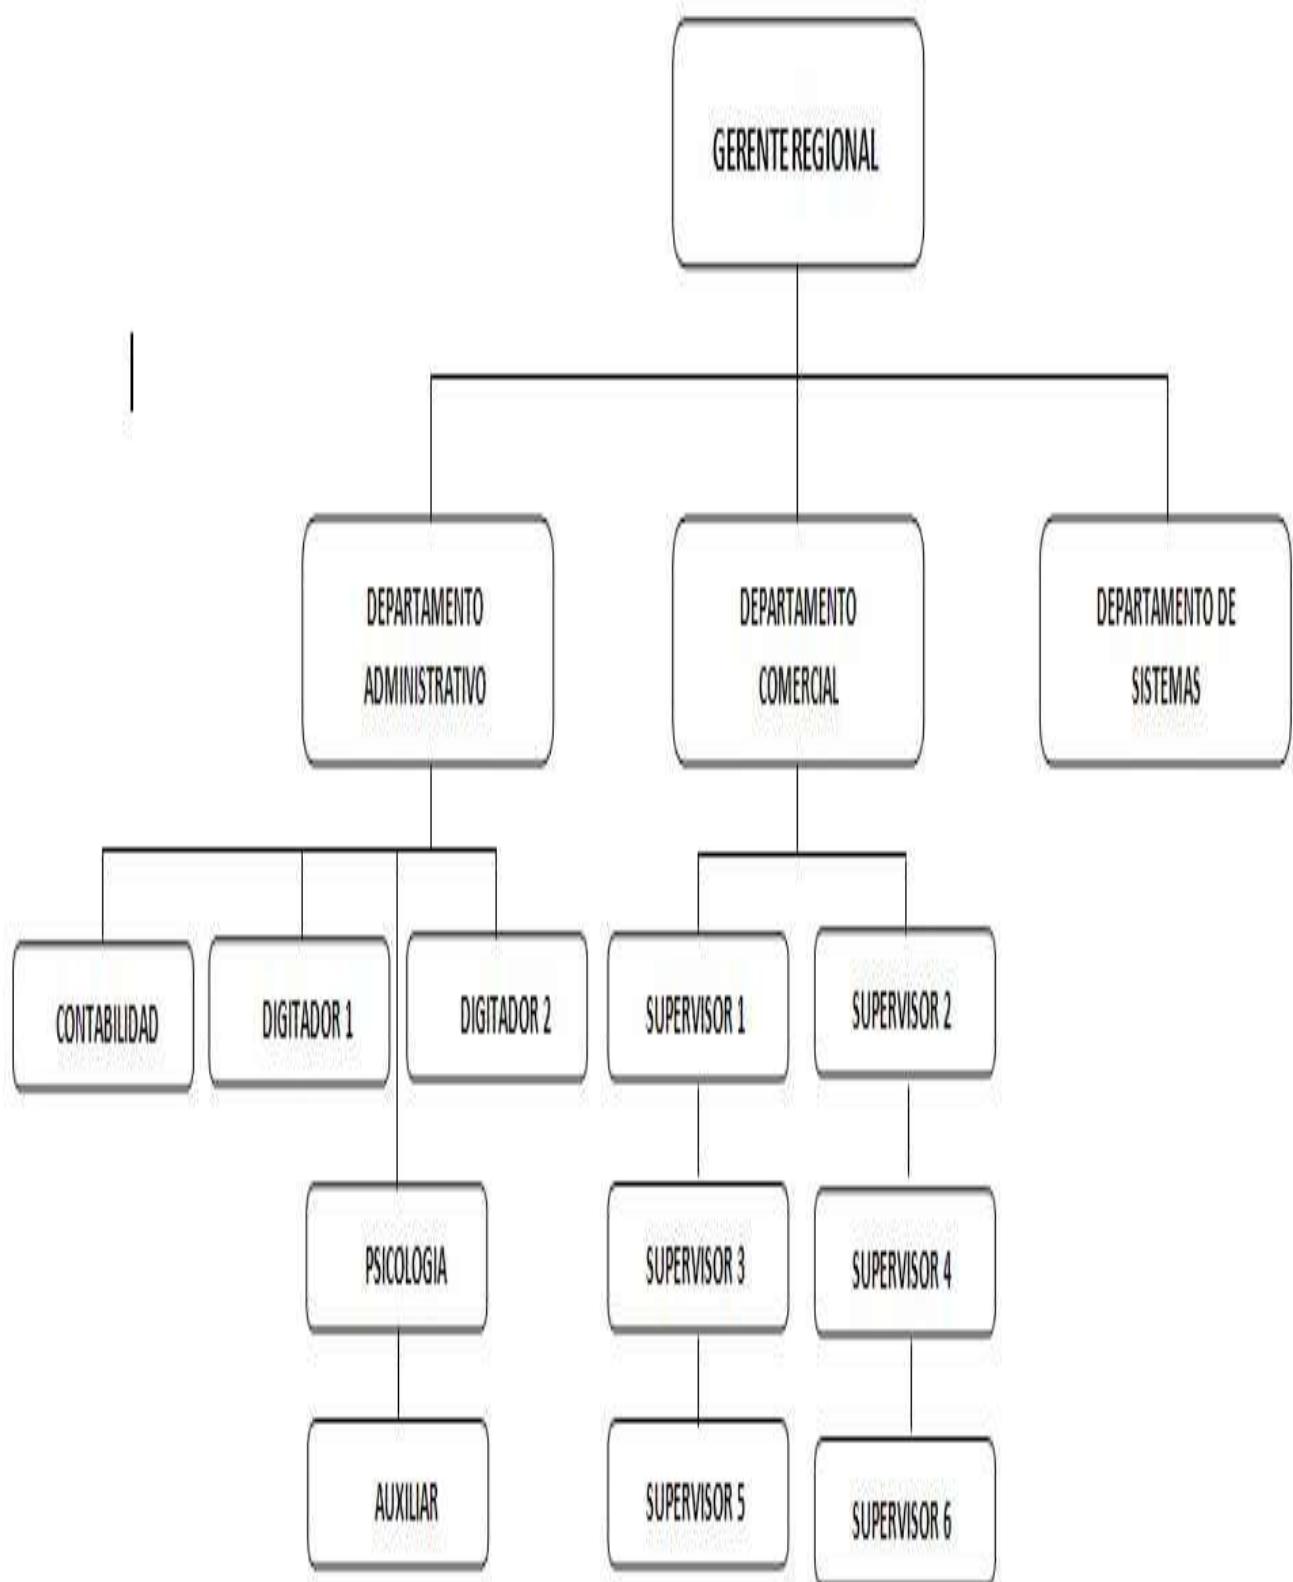 GERENTE REGIONAL
DEPARTAMENTO
ADMINISTRATIVO
DEPARTAMENTO
COMERCIAL
DEPARTAMENTO DE
SISTEMAS
CONTABILIDAD
DIGITADOR 1
DIGITADOR 2
SUPERVISOR 1
SUPERVISOR 2
PSICOLOGIA
SUPERVISOR 3
SUPERVISOR 4
AUXILIAR
SUPERVISOR 5
SUPERVISOR 6